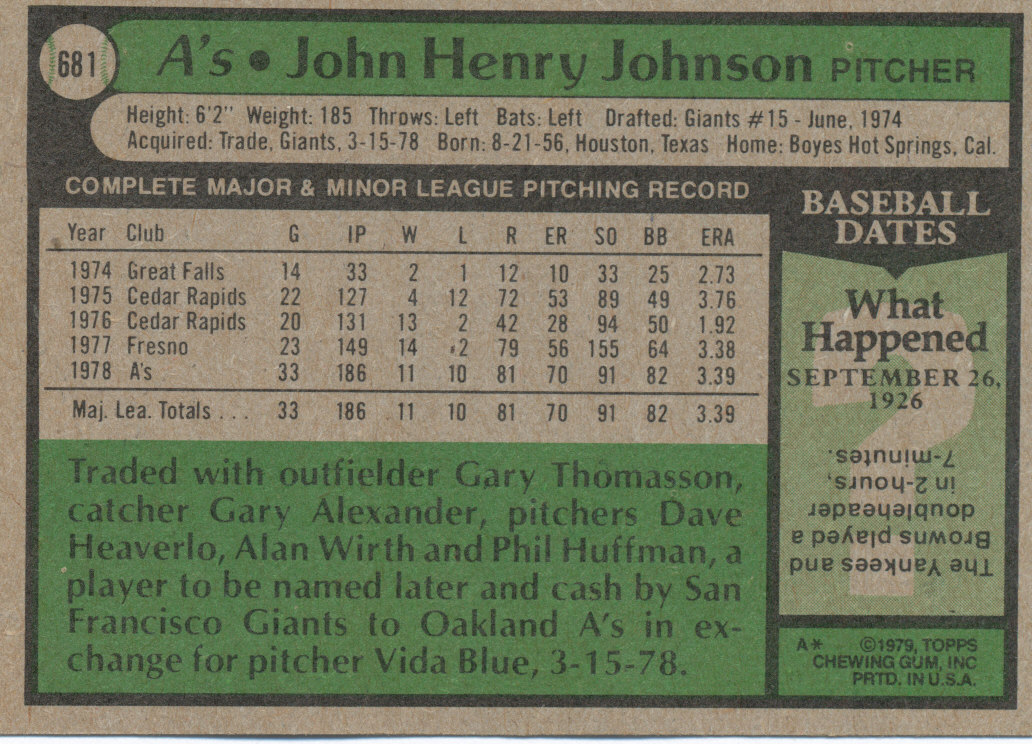 681
A's • John Henry Johnson PITCHER
Height: 6'2" Weight: 185 Throws: Left Bats: Left Drafted: Giants #15 - June, 1974
Acquired: Trade, Giants, 3-15-78 Born: 8-21-56, Houston, Texas Home: Boyes Hot Springs, Cal.
COMPLETE MAJOR & MINOR LEAGUE PITCHING RECORD
Year Club G IP W L R ER SO BB ERA
1974 Great Falls 14 33 2 1 12 10 33 25 2.73
1975 Cedar Rapids 22 127 4 12 72 53 89 49 3.76
1976 Cedar Rapids 20 131 13 2 42 28 94 50 1.92
1977 Fresno 23 149 14 2 79 56 155 64 3.38
1978 A's 33 186 11 10 81 70 91 82 3.39
Maj. Lea. Totals . . . 33 186 11 10 81 70 91 82 3.39
Traded with outfielder Gary Thomasson,
catcher Gary Alexander, pitchers Dave
Heaverlo, Alan Wirth and Phil Huffman, a
player to be named later and cash by San
Francisco Giants to Oakland A's in ex-
change for pitcher Vida Blue, 3-15-78.
BASEBALL
DATES
What
Happened
SEPTEMBER 26,
1926
?
The Yankees and
Browns played a
doubleheader
in 2-hours,
7-minutes.
A* ©1979, TOPPS
CHEWING GUM, INC
PRTD. IN U.S.A.